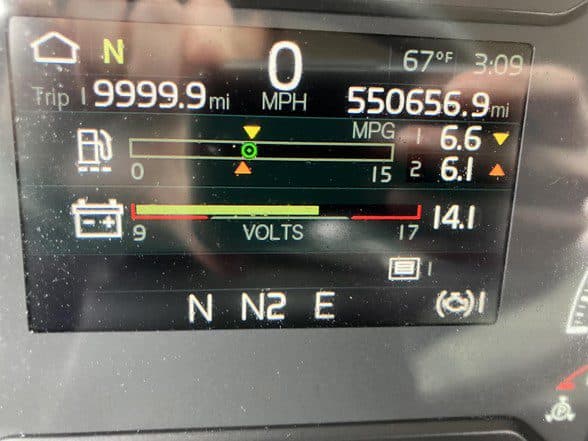 N 0 67°F 3:09
Trip 1 9999.9 mi MPH 550656.9 mi
MPG 1 6.6
0 15 2 6.1
9 VOLTS 17 14.1
1
N N2 E 1
P